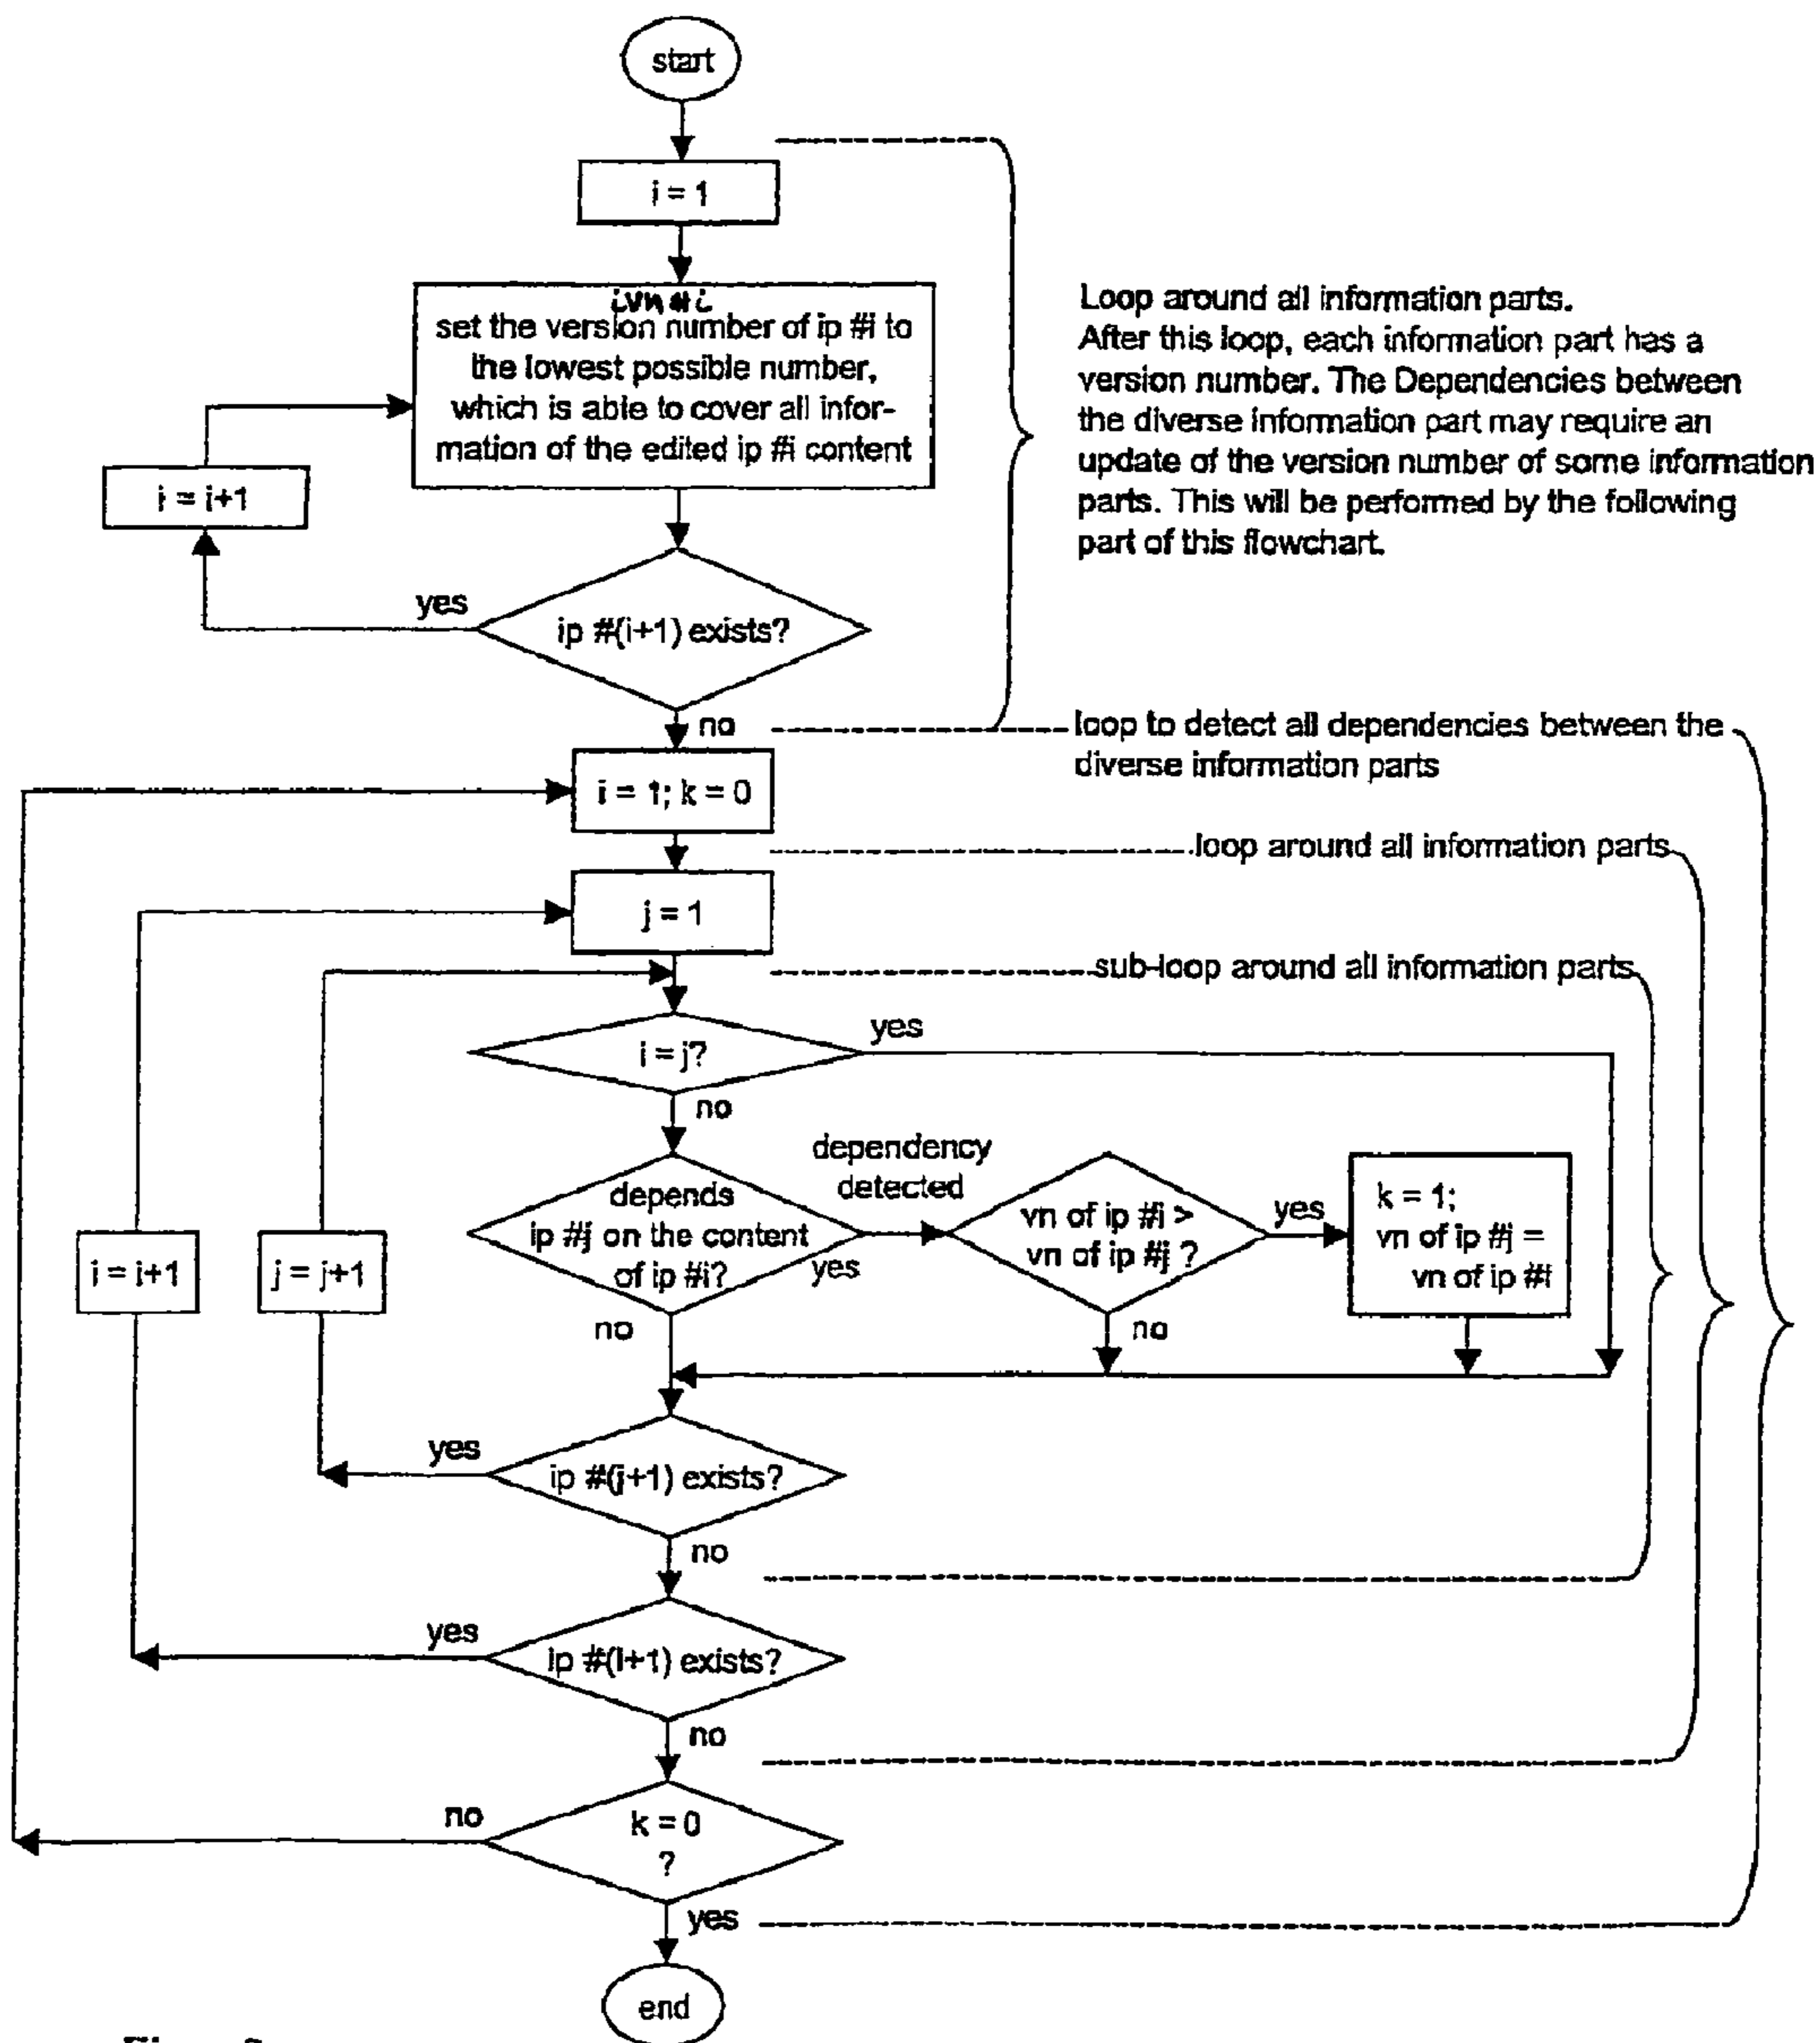 start
i = 1
ivn#i
set the version number of ip #i to
the lowest possible number,
which is able to cover all infor-
mation of the edited ip #i content
i = i+1
yes
ip #(i+1) exists?
no
Loop around all information parts.
After this loop, each information part has a
version number. The Dependencies between
the diverse information part may require an
update of the version number of some information
parts. This will be performed by the following
part of this flowchart.
loop to detect all dependencies between the
diverse information parts
i = 1; k = 0
loop around all information parts
j = 1
sub-loop around all information parts
i = j?
yes
no
depends
ip #j on the content
of ip #i?
dependency
detected
yes
no
vn of ip #i >
vn of ip #j ?
yes
no
k = 1;
vn of ip #j =
vn of ip #i
i = i+1
j = j+1
yes
ip #(j+1) exists?
no
yes
ip #(i+1) exists?
no
no
k = 0
?
yes
end